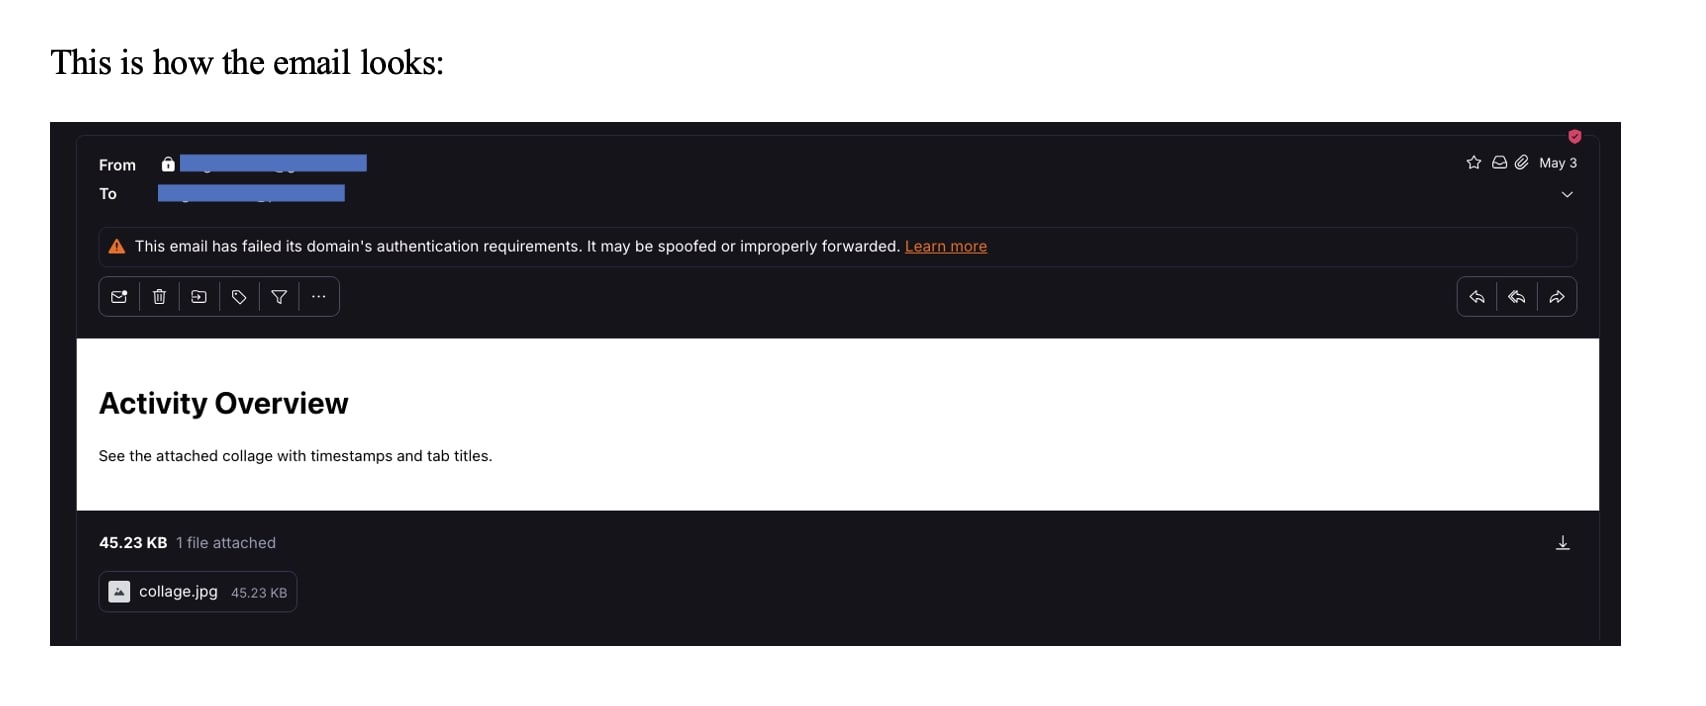 This is how the email looks:
From
May 3
To
This email has failed its domain's authentication requirements. It may be spoofed or improperly forwarded. Learn more
Activity Overview
See the attached collage with timestamps and tab titles.
45.23 KB 1 file attached
collage.jpg 45.23 KB